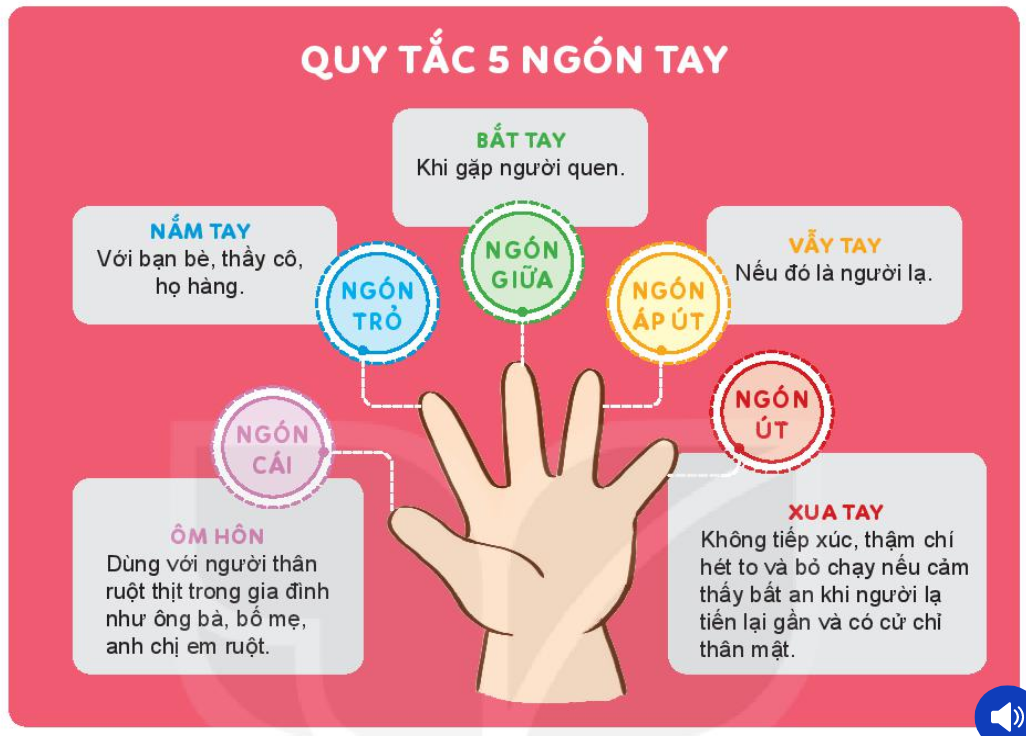 QUY TẮC 5 NGÓN TAY
BẮT TAY
Khi gặp người quen.
NẮM TAY
Với bạn bè, thầy cô,
họ hàng.
VẪY TAY
Nếu đó là người lạ.
NGÓN
GIỮA
NGÓN
TRỎ
NGÓN
ÁP ÚT
NGÓN
ÚT
NGÓN
CÁI
ÔM HÔN
Dùng với người thân
ruột thịt trong gia đình
như ông bà, bố mẹ,
anh chị em ruột.
XUA TAY
Không tiếp xúc, thậm chí
hét to và bỏ chạy nếu cảm
thấy bất an khi người lạ
tiến lại gần và có cử chỉ
thân mật.